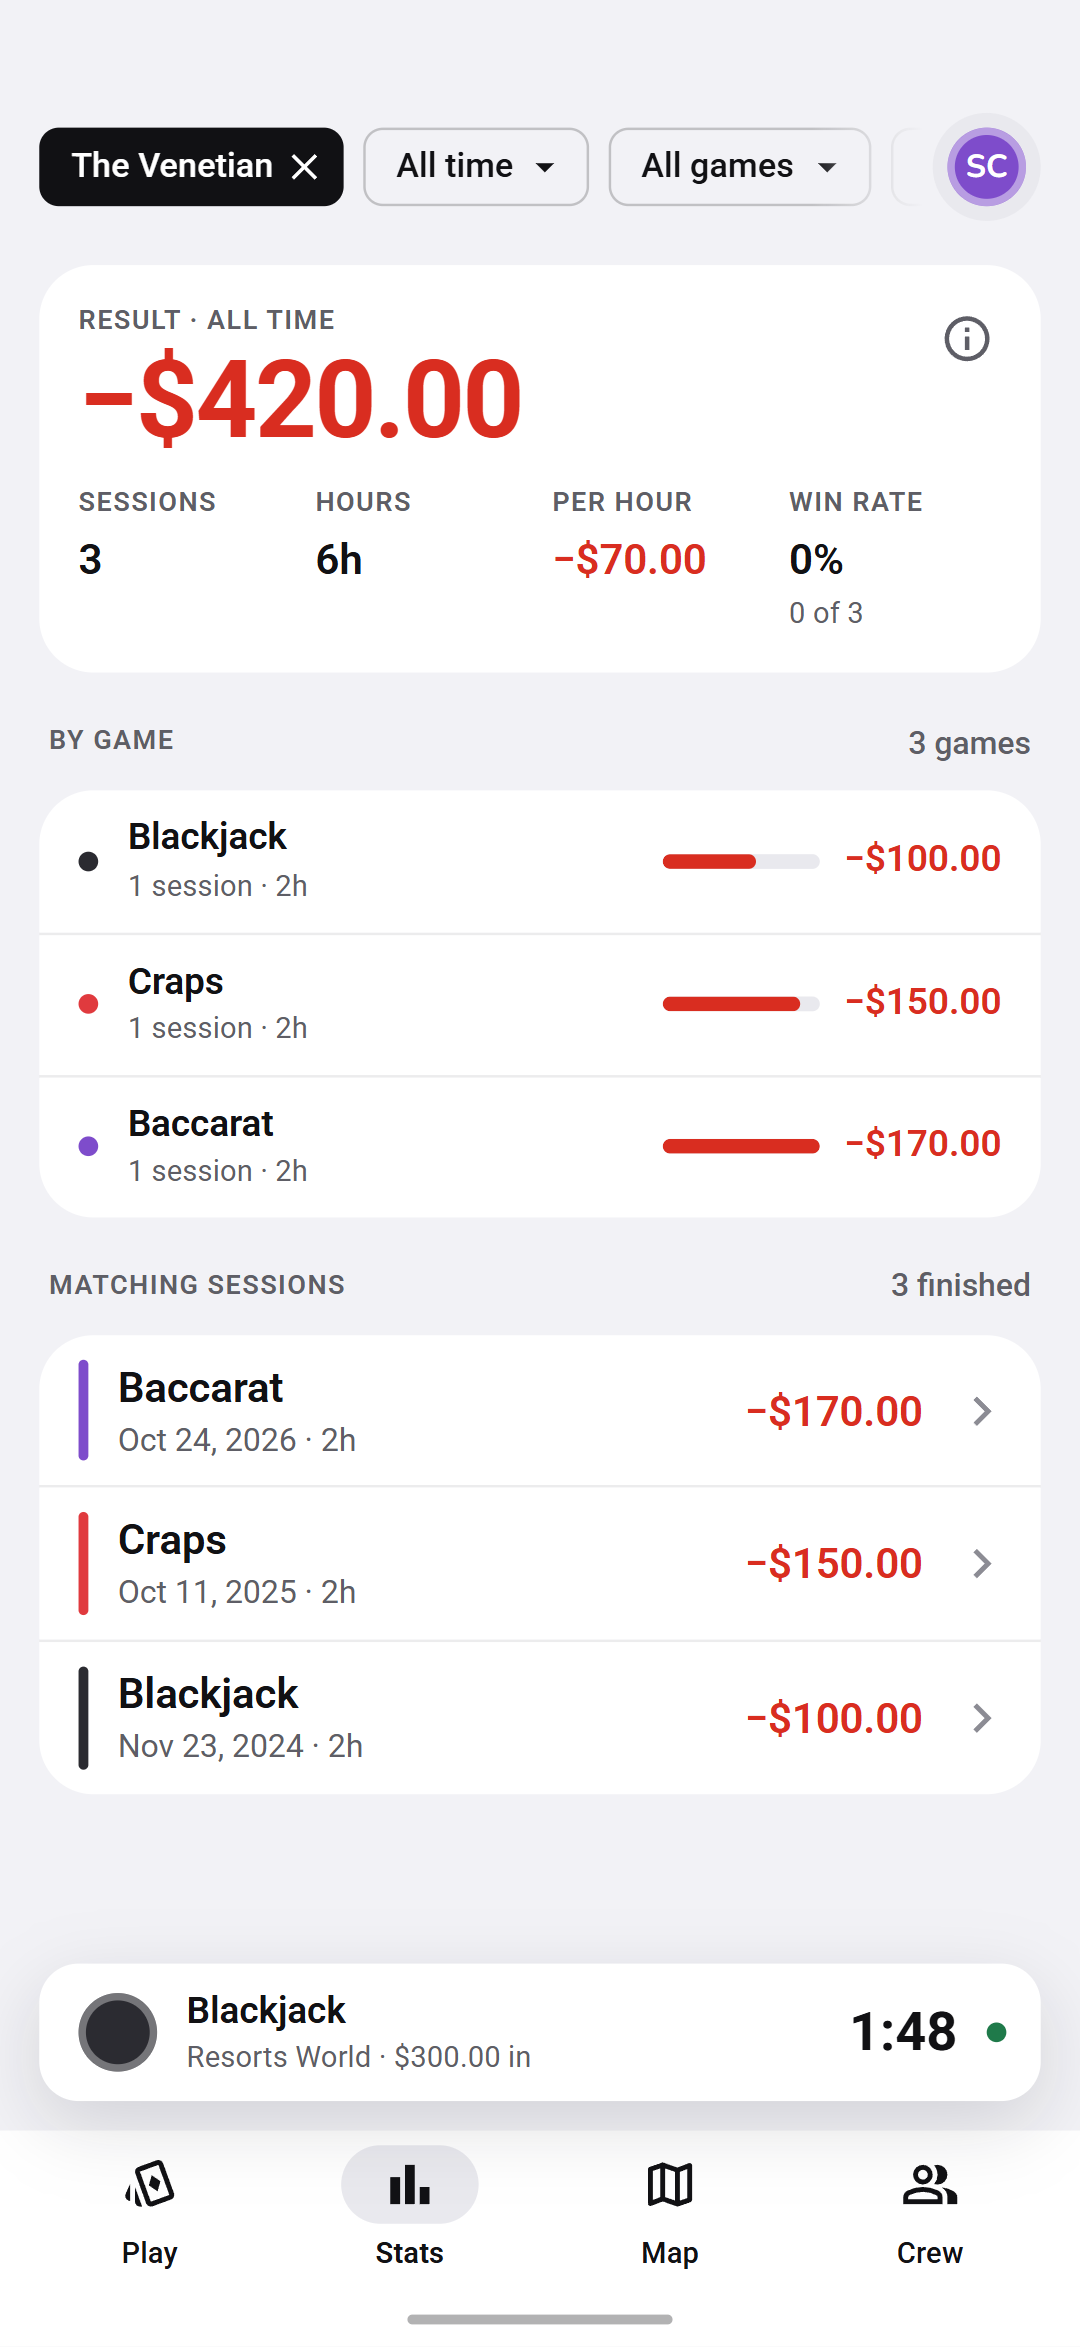 The Venetian
All time
All games
SC
RESULT · ALL TIME
−$420.00
SESSIONS HOURS PER HOUR WIN RATE
3 6h −$70.00 0%
0 of 3
BY GAME 3 games
Blackjack
1 session · 2h
−$100.00
Craps
1 session · 2h
−$150.00
Baccarat
1 session · 2h
−$170.00
MATCHING SESSIONS 3 finished
Baccarat
Oct 24, 2026 · 2h
−$170.00
Craps
Oct 11, 2025 · 2h
−$150.00
Blackjack
Nov 23, 2024 · 2h
−$100.00
Blackjack
Resorts World · $300.00 in
1:48
Play Stats Map Crew